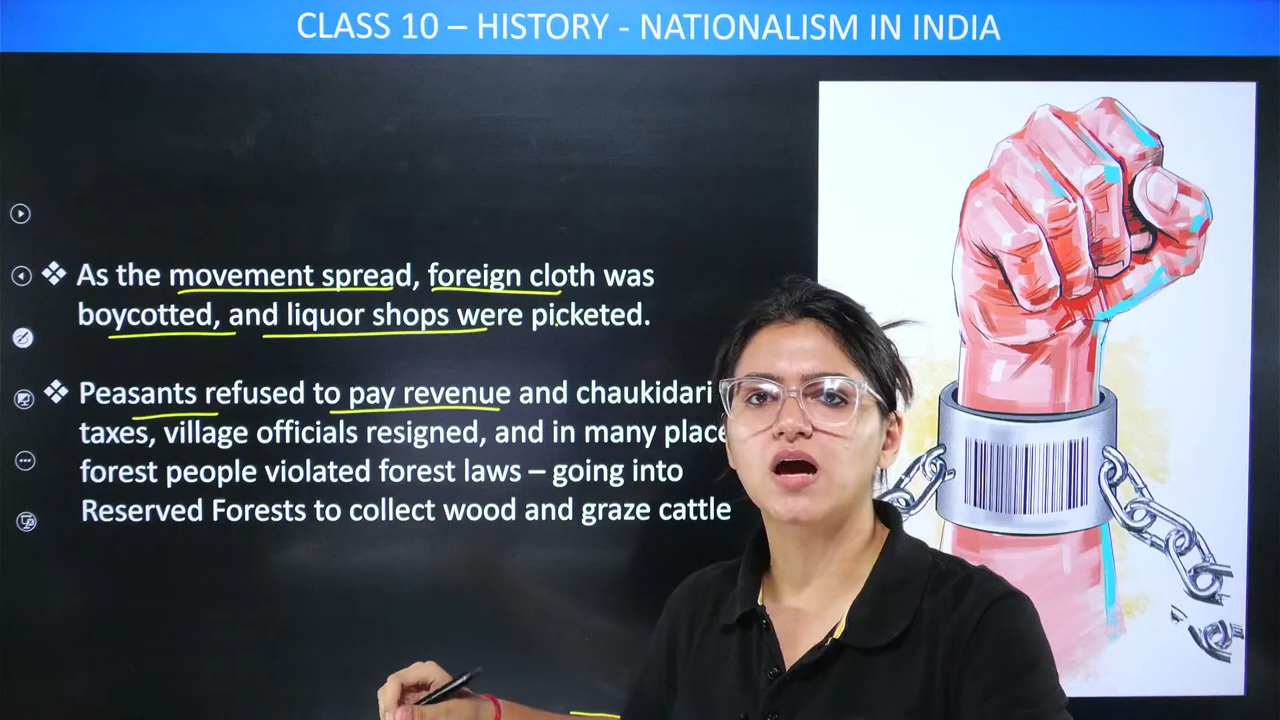 CLASS 10 – HISTORY - NATIONALISM IN INDIA
❖ As the movement spread, foreign cloth was
boycotted, and liquor shops were picketed.
❖ Peasants refused to pay revenue and chaukidari
taxes, village officials resigned, and in many place
forest people violated forest laws – going into
Reserved Forests to collect wood and graze cattle